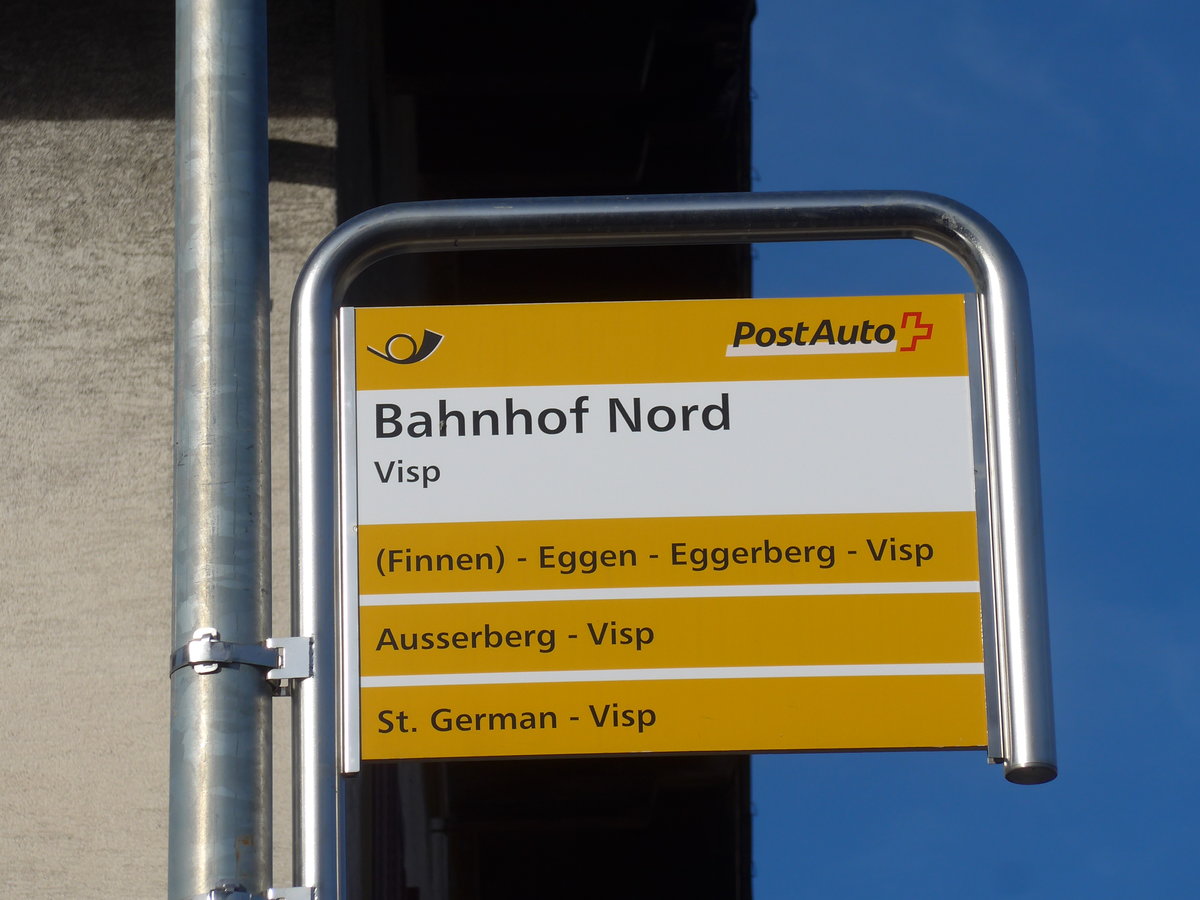 PostAuto
Bahnhof Nord
Visp
(Finnen) - Eggen - Eggerberg - Visp
Ausserberg - Visp
St. German - Visp